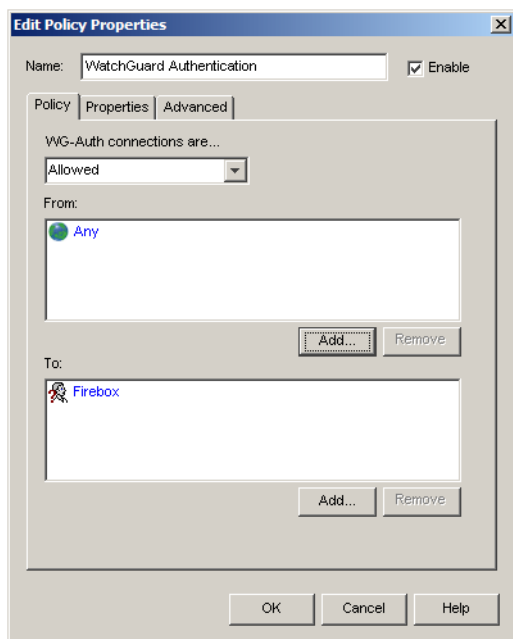 Edit Policy Properties
Name: WatchGuard Authentication Enable
Policy Properties Advanced
WG-Auth connections are...
Allowed
From:
Any
Add... Remove
To:
Firebox
Add... Remove
OK Cancel Help